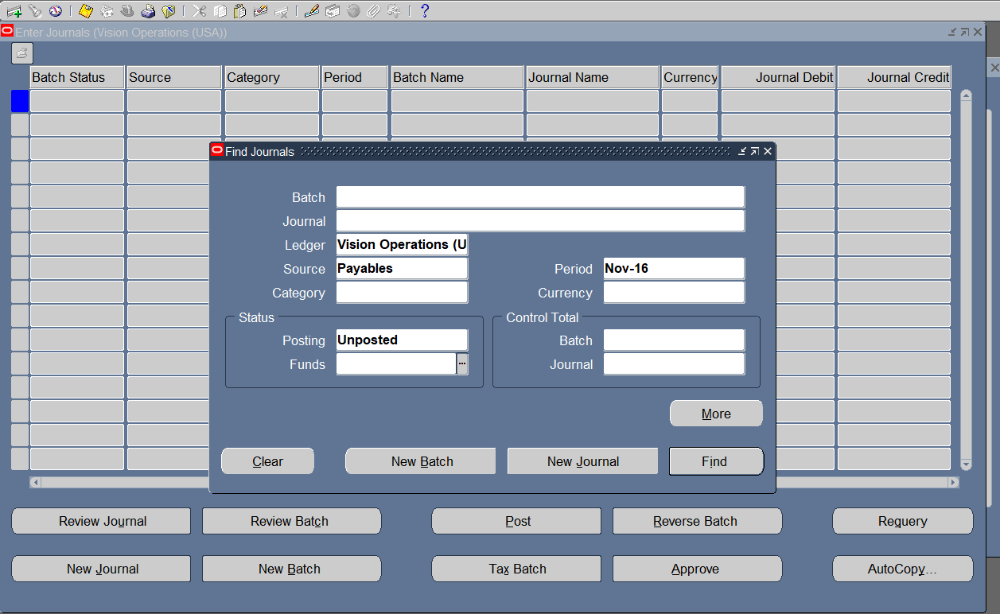 Enter Journals (Vision Operations (USA))
Batch Status Source Category Period Batch Name Journal Name Currency Journal Debit Journal Credit
Find Journals
Batch
Journal
Ledger Vision Operations (U
Source Payables Period Nov-16
Category Currency
Status Control Total
Posting Unposted Batch
Funds ... Journal
More
Clear New Batch New Journal Find
Review Journal Review Batch Post Reverse Batch Requery
New Journal New Batch Tax Batch Approve AutoCopy...